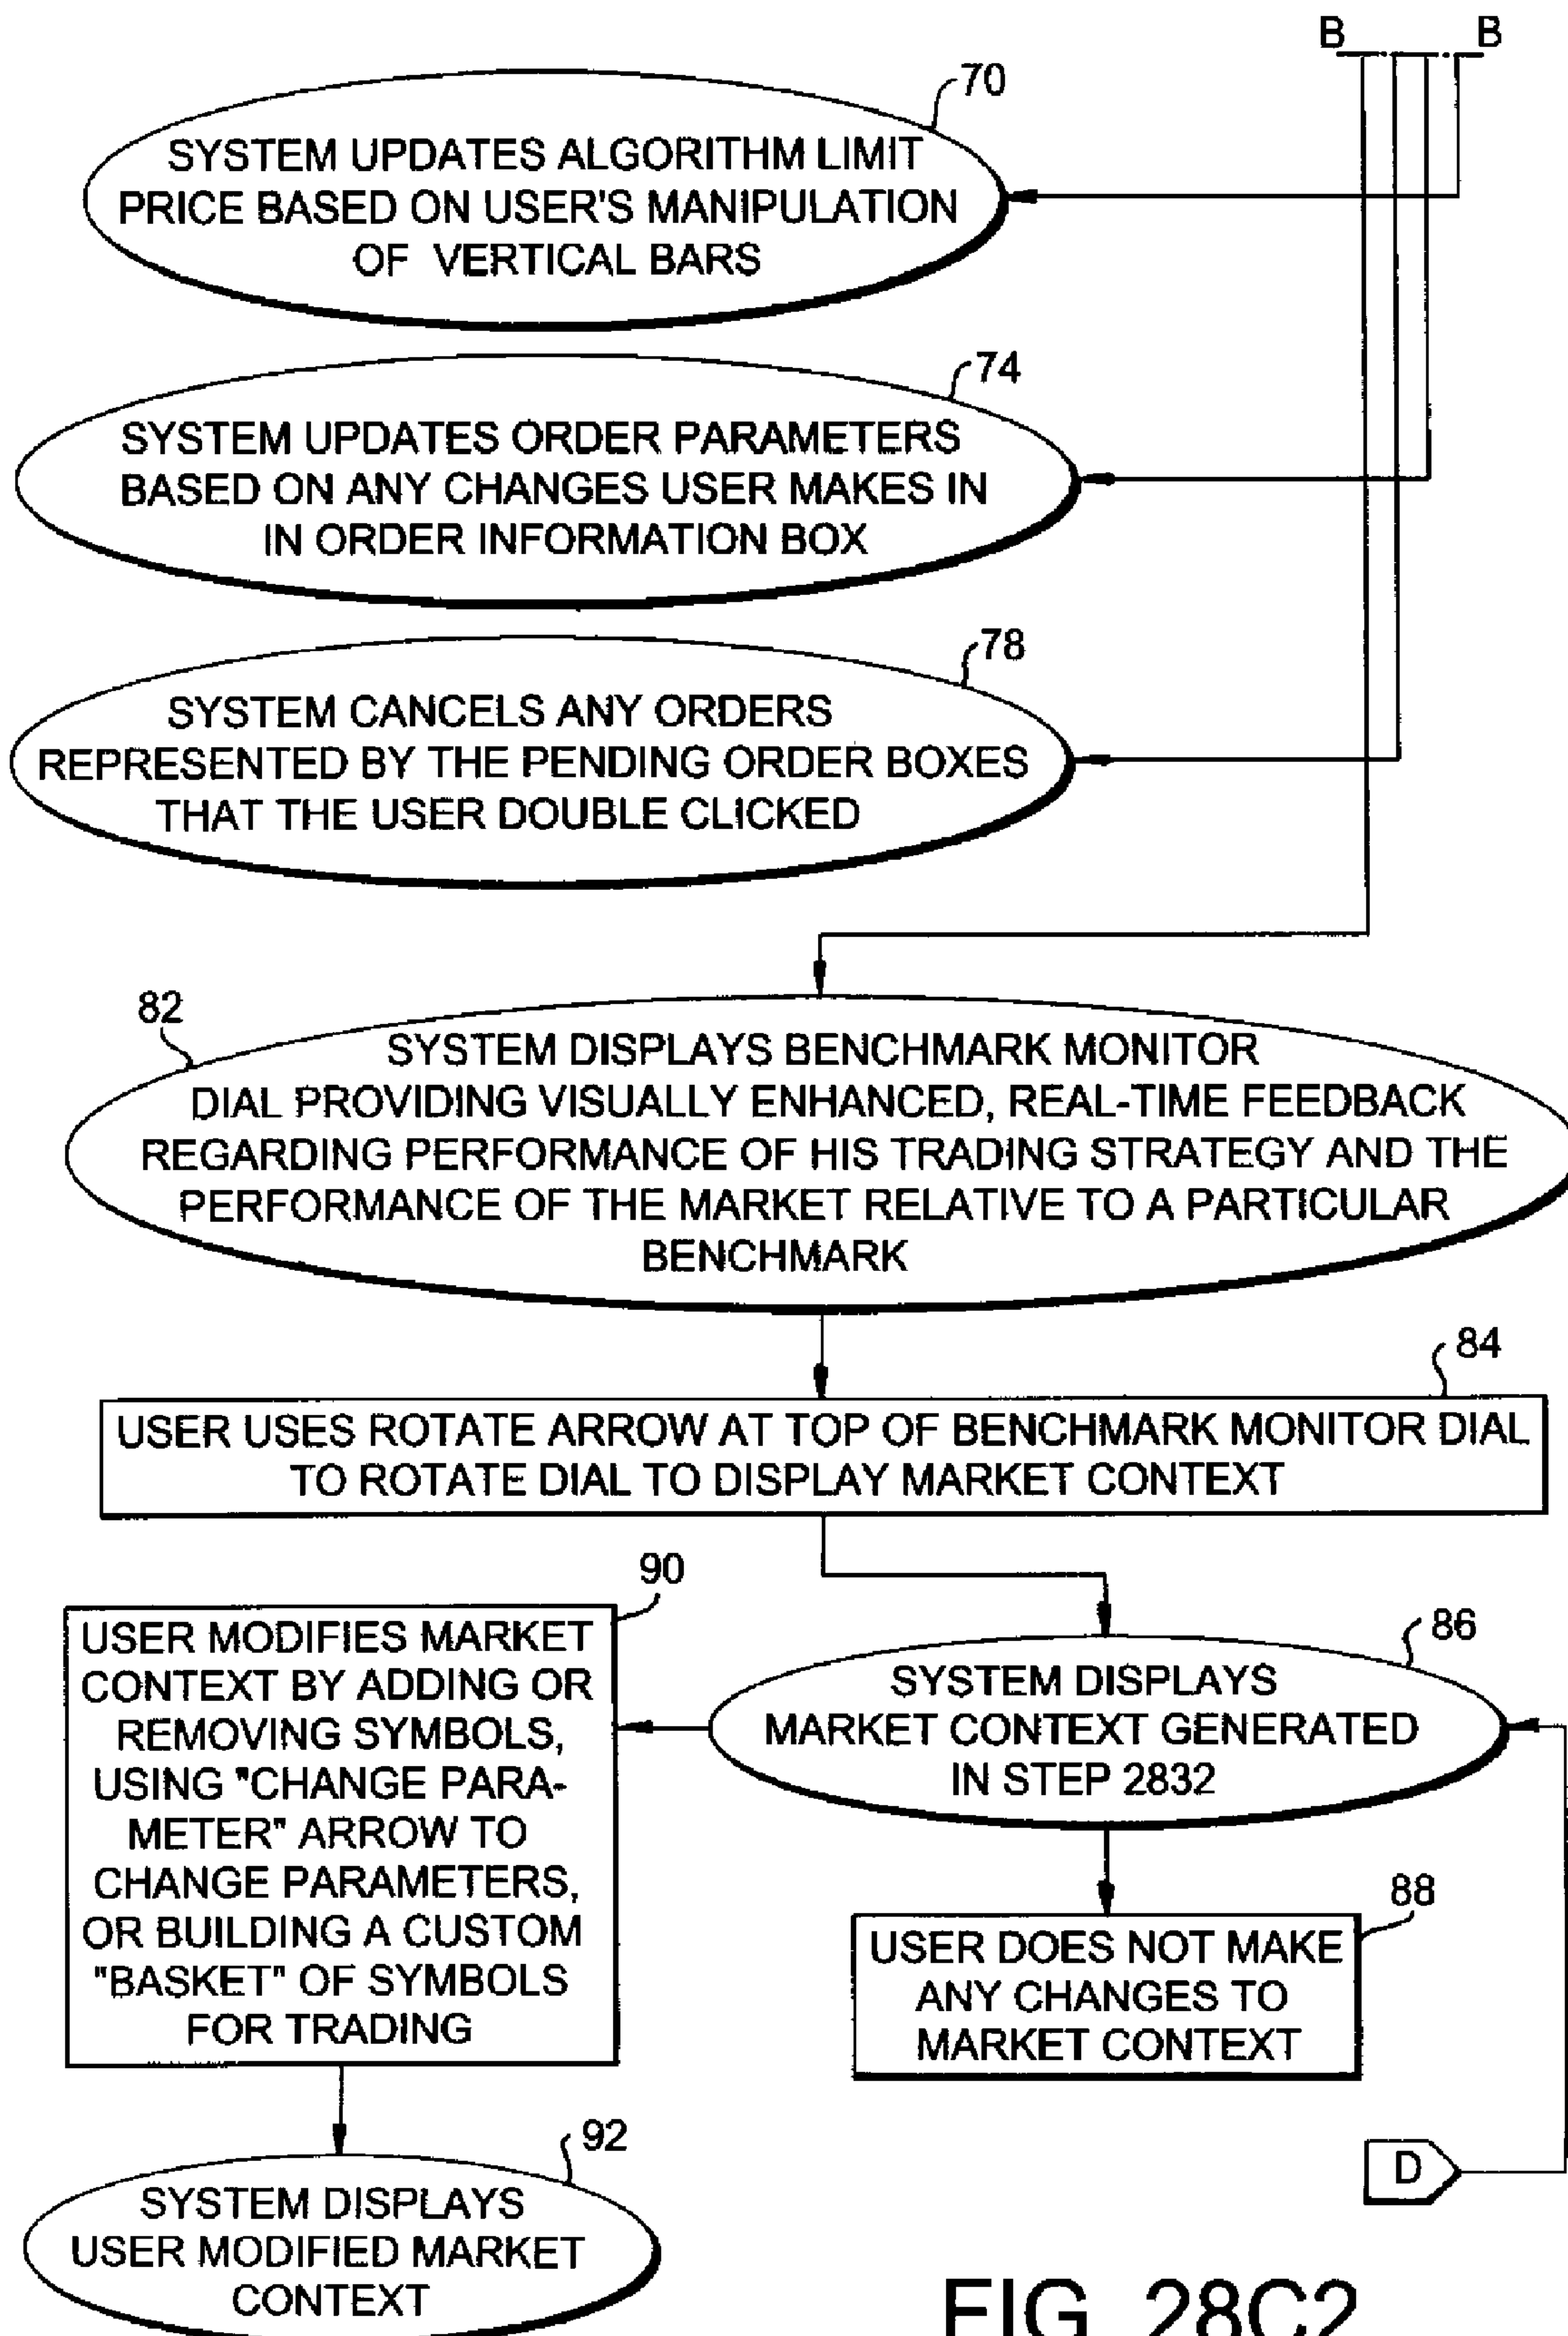 B B
70
SYSTEM UPDATES ALGORITHM LIMIT
PRICE BASED ON USER'S MANIPULATION
OF VERTICAL BARS
74
SYSTEM UPDATES ORDER PARAMETERS
BASED ON ANY CHANGES USER MAKES IN
IN ORDER INFORMATION BOX
78
SYSTEM CANCELS ANY ORDERS
REPRESENTED BY THE PENDING ORDER BOXES
THAT THE USER DOUBLE CLICKED
82
SYSTEM DISPLAYS BENCHMARK MONITOR
DIAL PROVIDING VISUALLY ENHANCED, REAL-TIME FEEDBACK
REGARDING PERFORMANCE OF HIS TRADING STRATEGY AND THE
PERFORMANCE OF THE MARKET RELATIVE TO A PARTICULAR
BENCHMARK
84
USER USES ROTATE ARROW AT TOP OF BENCHMARK MONITOR DIAL
TO ROTATE DIAL TO DISPLAY MARKET CONTEXT
90
USER MODIFIES MARKET
CONTEXT BY ADDING OR
REMOVING SYMBOLS,
USING "CHANGE PARA-
METER" ARROW TO
CHANGE PARAMETERS,
OR BUILDING A CUSTOM
"BASKET" OF SYMBOLS
FOR TRADING
86
SYSTEM DISPLAYS
MARKET CONTEXT GENERATED
IN STEP 2832
88
USER DOES NOT MAKE
ANY CHANGES TO
MARKET CONTEXT
92
SYSTEM DISPLAYS
USER MODIFIED MARKET
CONTEXT
D
FIG. 28C2